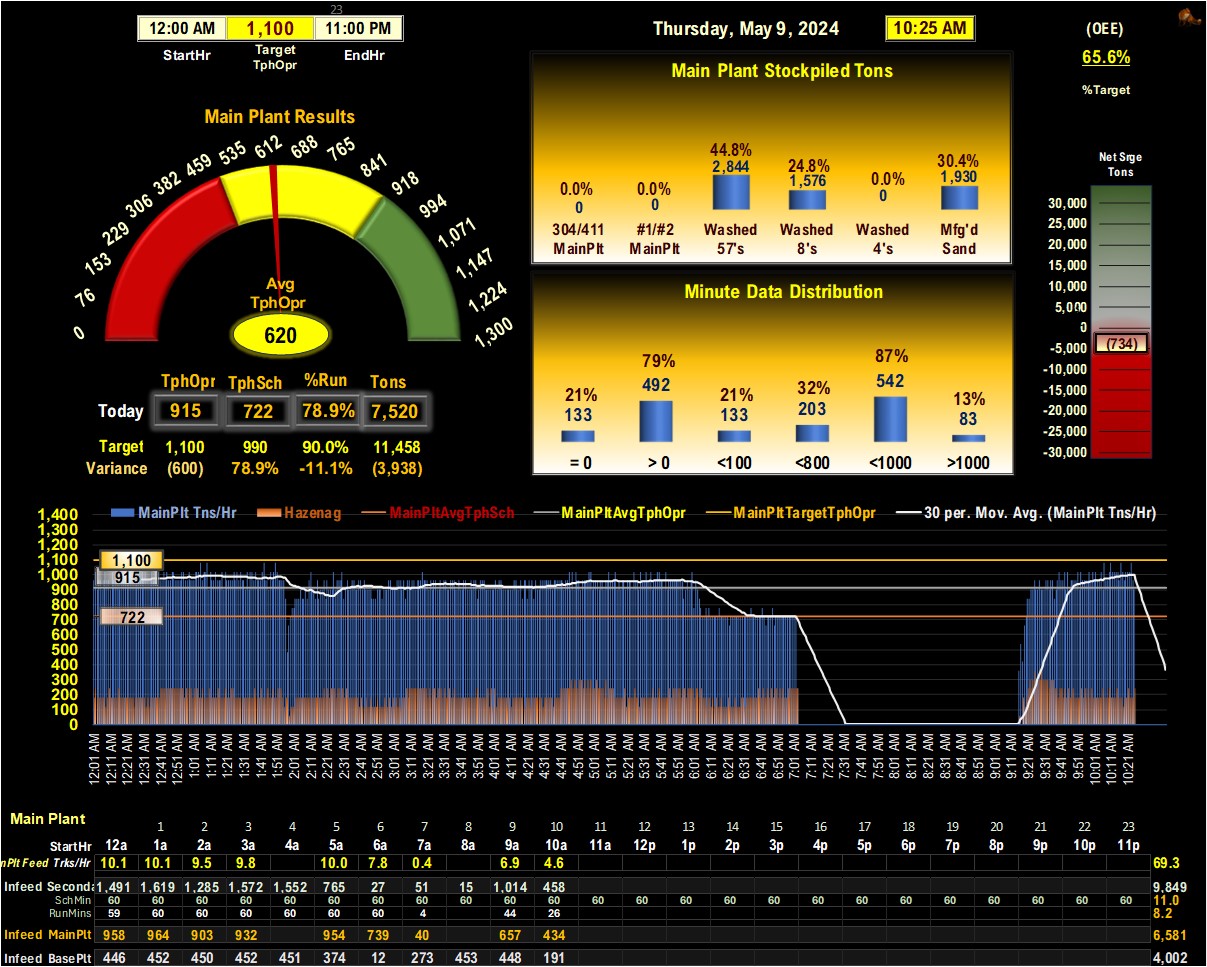 23
12:00 AM 1,100 11:00 PM
StartHr Target TphOpr EndHr
Thursday, May 9, 2024 10:25 AM
(OEE)
65.6%
%Target
Main Plant Results
0 76 153 229 306 382 459 535 612 688 765 841 918 994 1,071 1,147 1,224 1,300
Avg
TphOpr
620
TphOpr TphSch %Run Tons
Today 915 722 78.9% 7,520
Target 1,100 990 90.0% 11,458
Variance (600) 78.9% -11.1% (3,938)
Main Plant Stockpiled Tons
0.0% 0.0% 44.8% 24.8% 0.0% 30.4%
0 0 2,844 1,576 0 1,930
304/411 #1/#2 Washed Washed Washed Mfg'd
MainPlt MainPlt 57's 8's 4's Sand
Minute Data Distribution
21% 79% 21% 32% 87% 13%
133 492 133 203 542 83
= 0 > 0 <100 <800 <1000 >1000
Net Srge
Tons
30,000
25,000
20,000
15,000
10,000
5,000
0
(734)
-5,000
-10,000
-15,000
-20,000
-25,000
-30,000
MainPlt Tns/Hr Hazenag MainPltAvgTphSch MainPltAvgTphOpr MainPltTargetTphOpr 30 per. Mov. Avg. (MainPlt Tns/Hr)
1,400
1,300
1,200
1,100
1,000
900
800
700
600
500
400
300
200
100
0
1,100
915
722
12:01 AM 12:11 AM 12:21 AM 12:31 AM 12:41 AM 12:51 AM 1:01 AM 1:11 AM 1:21 AM 1:31 AM 1:41 AM 1:51 AM 2:01 AM 2:11 AM 2:21 AM 2:31 AM 2:41 AM 2:51 AM 3:01 AM 3:11 AM 3:21 AM 3:31 AM 3:41 AM 3:51 AM 4:01 AM 4:11 AM 4:21 AM 4:31 AM 4:41 AM 4:51 AM 5:01 AM 5:11 AM 5:21 AM 5:31 AM 5:41 AM 5:51 AM 6:01 AM 6:11 AM 6:21 AM 6:31 AM 6:41 AM 6:51 AM 7:01 AM 7:11 AM 7:21 AM 7:31 AM 7:41 AM 7:51 AM 8:01 AM 8:11 AM 8:21 AM 8:31 AM 8:41 AM 8:51 AM 9:01 AM 9:11 AM 9:21 AM 9:31 AM 9:41 AM 9:51 AM 10:01 AM 10:11 AM 10:21 AM
Main Plant
1 2 3 4 5 6 7 8 9 10 11 12 13 14 15 16 17 18 19 20 21 22 23
StartHr 12a 1a 2a 3a 4a 5a 6a 7a 8a 9a 10a 11a 12p 1p 2p 3p 4p 5p 6p 7p 8p 9p 10p 11p
nPlt Feed Trks/Hr 10.1 10.1 9.5 9.8 10.0 7.8 0.4 6.9 4.6 69.3
Infeed Seconda 1,491 1,619 1,285 1,572 1,552 765 27 51 15 1,014 458 9,849
SchMin 60 60 60 60 60 60 60 60 60 60 60 60 60 60 60 60 60 60 60 60 60 60 60 60 11.0
RunMins 59 60 60 60 60 60 60 4 44 26 8.2
Infeed MainPlt 958 964 903 932 954 739 40 657 434 6,581
Infeed BasePlt 446 452 450 452 451 374 12 273 453 448 191 4,002